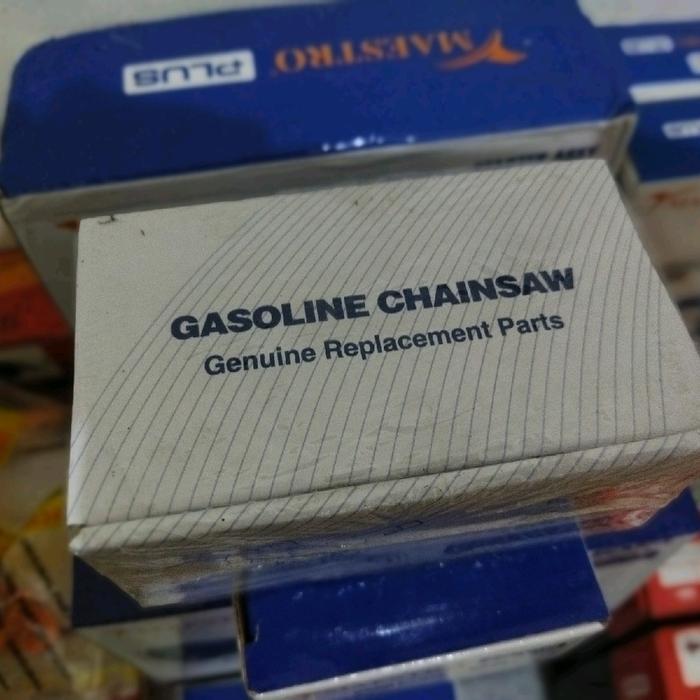 MAESTRO
PLUS
GASOLINE CHAINSAW
Genuine Replacement Parts